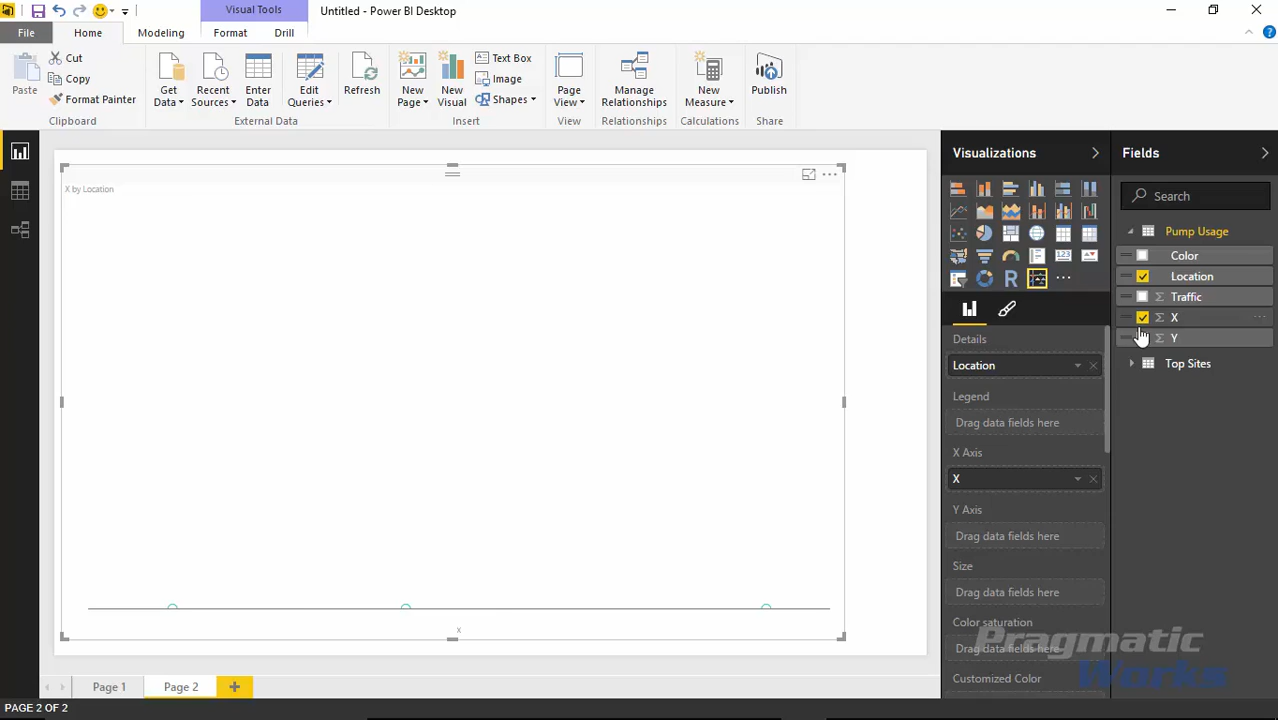 Visual Tools
Untitled - Power BI Desktop
File
Home
Modeling
Format
Drill
Paste
Cut
Copy
Format Painter
Clipboard
Get
Data
Recent
Sources
Enter
Data
Edit
Queries
Refresh
External Data
New
Page
New
Visual
Text Box
Image
Shapes
Insert
Page
View
View
Manage
Relationships
Relationships
New
Measure
Calculations
Publish
Share
X by Location
X
Visualizations
123
R
Details
Location
Legend
Drag data fields here
X Axis
X
Y Axis
Drag data fields here
Size
Drag data fields here
Color saturation
Drag data fields here
Customized Color
Fields
Search
Pump Usage
Color
Location
Σ Traffic
Σ X
Σ Y
Top Sites
Pragmatic
Works
Page 1
Page 2
PAGE 2 OF 2